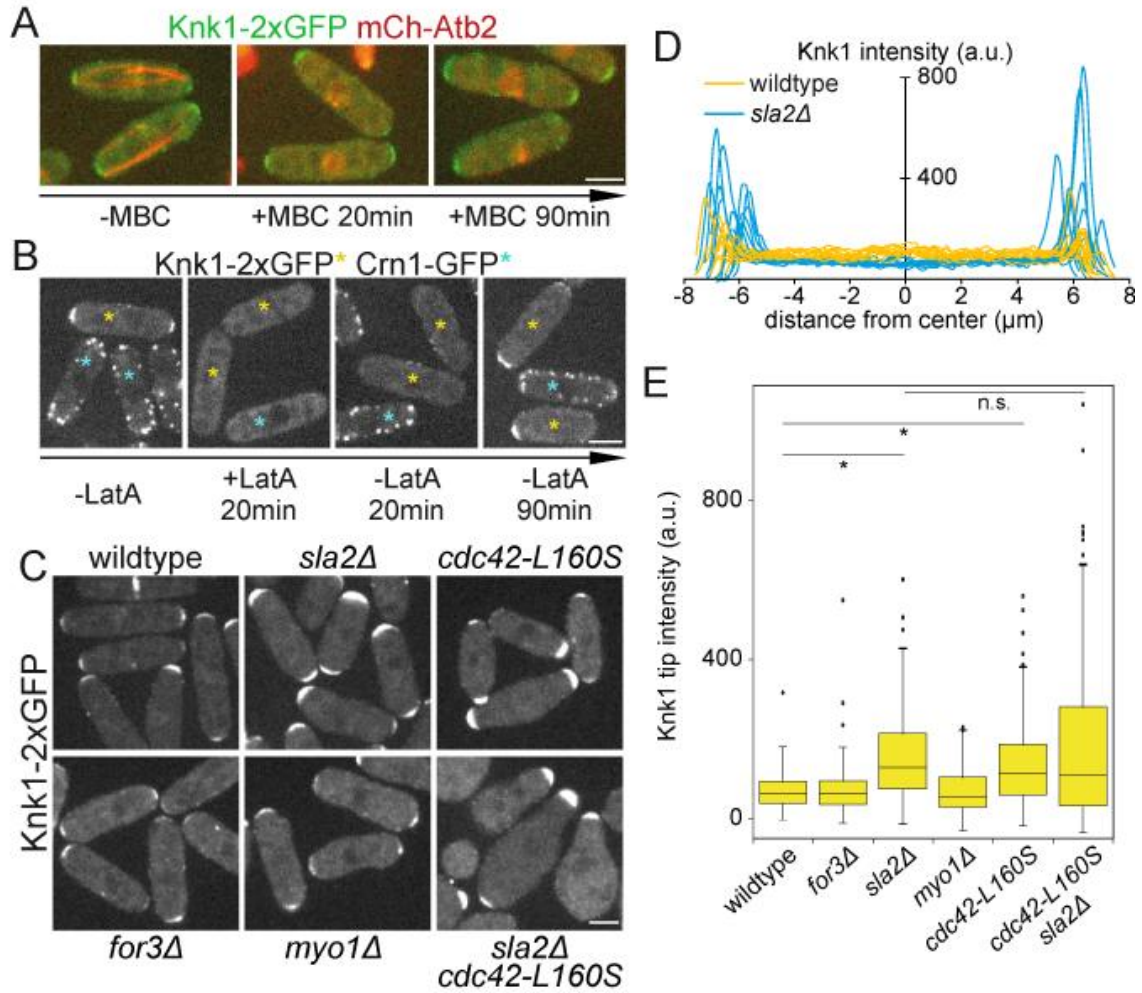 A
Knk1-2xGFP mCh-Atb2
-MBC
+MBC 20min
+MBC 90min
B
Knk1-2xGFP* Crn1-GFP*
* * * * * * * * * * *
-LatA
+LatA
20min
-LatA
20min
-LatA
90min
C
wildtype
sla2Δ
cdc42-L160S
Knk1-2xGFP
for3Δ
myo1Δ
sla2Δ
cdc42-L160S
D
Knk1 intensity (a.u.)
wildtype
sla2Δ
800
400
-8 -6 -4 -2 0 2 4 6 8
distance from center (µm)
E
n.s.
*
*
Knk1 tip intensity (a.u.)
800
400
0
wildtype
for3Δ
sla2Δ
myo1Δ
cdc42-L160S
cdc42-L160S
sla2Δ